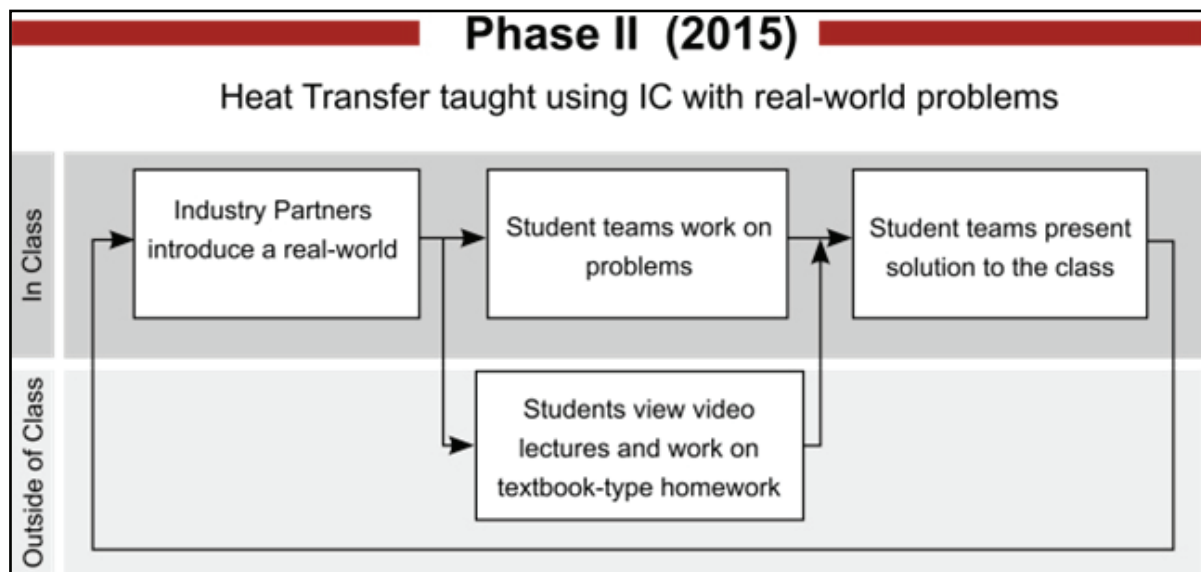 Phase II (2015)
Heat Transfer taught using IC with real-world problems
In Class
Industry Partners
introduce a real-world
Student teams work on
problems
Student teams present
solution to the class
Outside of Class
Students view video
lectures and work on
textbook-type homework